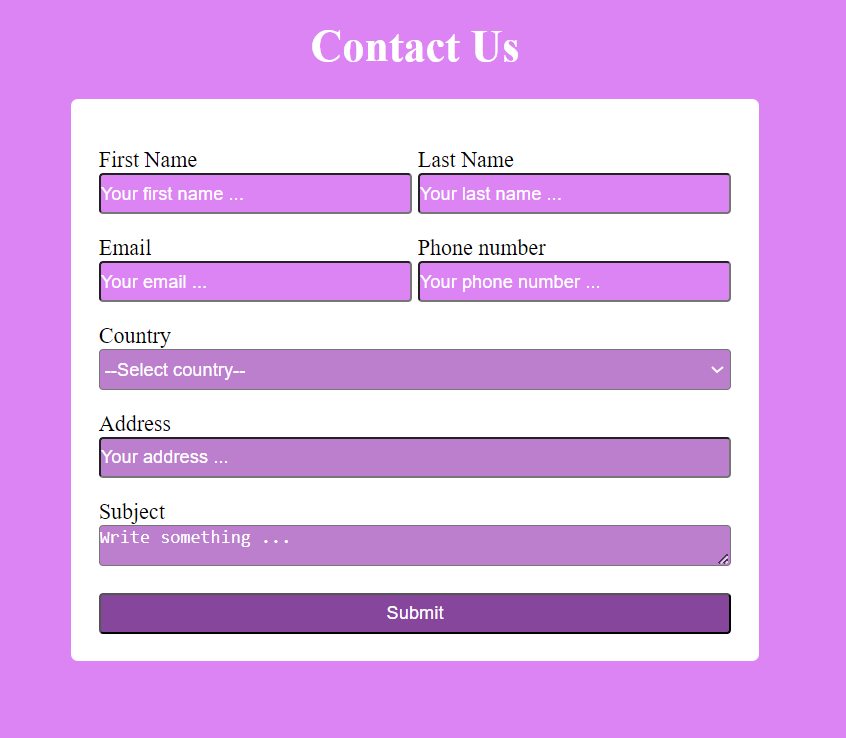 Contact Us
First Name Last Name
Your first name ... Your last name ...
Email Phone number
Your email ... Your phone number ...
Country
--Select country--
Address
Your address ...
Subject
Write something ...
Submit